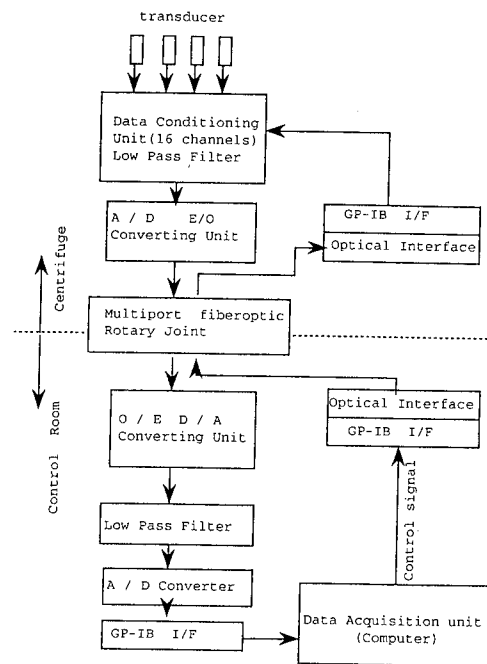 transducer
Data Conditioning
Unit(16 channels)
Low Pass Filter
A / D E/O
Converting Unit
GP-IB I/F
Optical Interface
Centrifuge
Multiport fiberoptic
Rotary Joint
Control Room
O / E D / A
Converting Unit
Optical Interface
GP-IB I/F
Control signal
Low Pass Filter
A / D Converter
GP-IB I/F
Data Acquisition unit
(Computer)